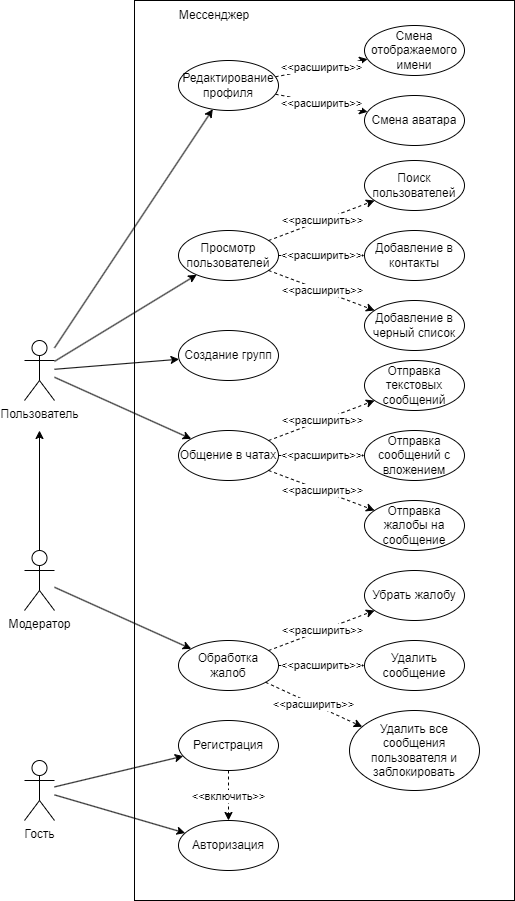 Мессенджер
Смена
отображаемого
имени
<<расширить>>
Редактирование
профиля
<<расширить>>
Смена аватара
Поиск
пользователей
<<расширить>>
Просмотр
пользователей
<<расширить>>
Добавление в
контакты
<<расширить>>
Добавление в
черный список
Создание групп
Пользователь
Отправка
текстовых
сообщений
<<расширить>>
Общение в чатах
<<расширить>>
Отправка
сообщений с
вложением
<<расширить>>
Отправка
жалобы на
сообщение
Модератор
Убрать жалобу
<<расширить>>
Обработка
жалоб
<<расширить>>
Удалить
сообщение
<<расширить>>
Удалить все
сообщения
пользователя и
заблокировать
Регистрация
<<включить>>
Гость
Авторизация